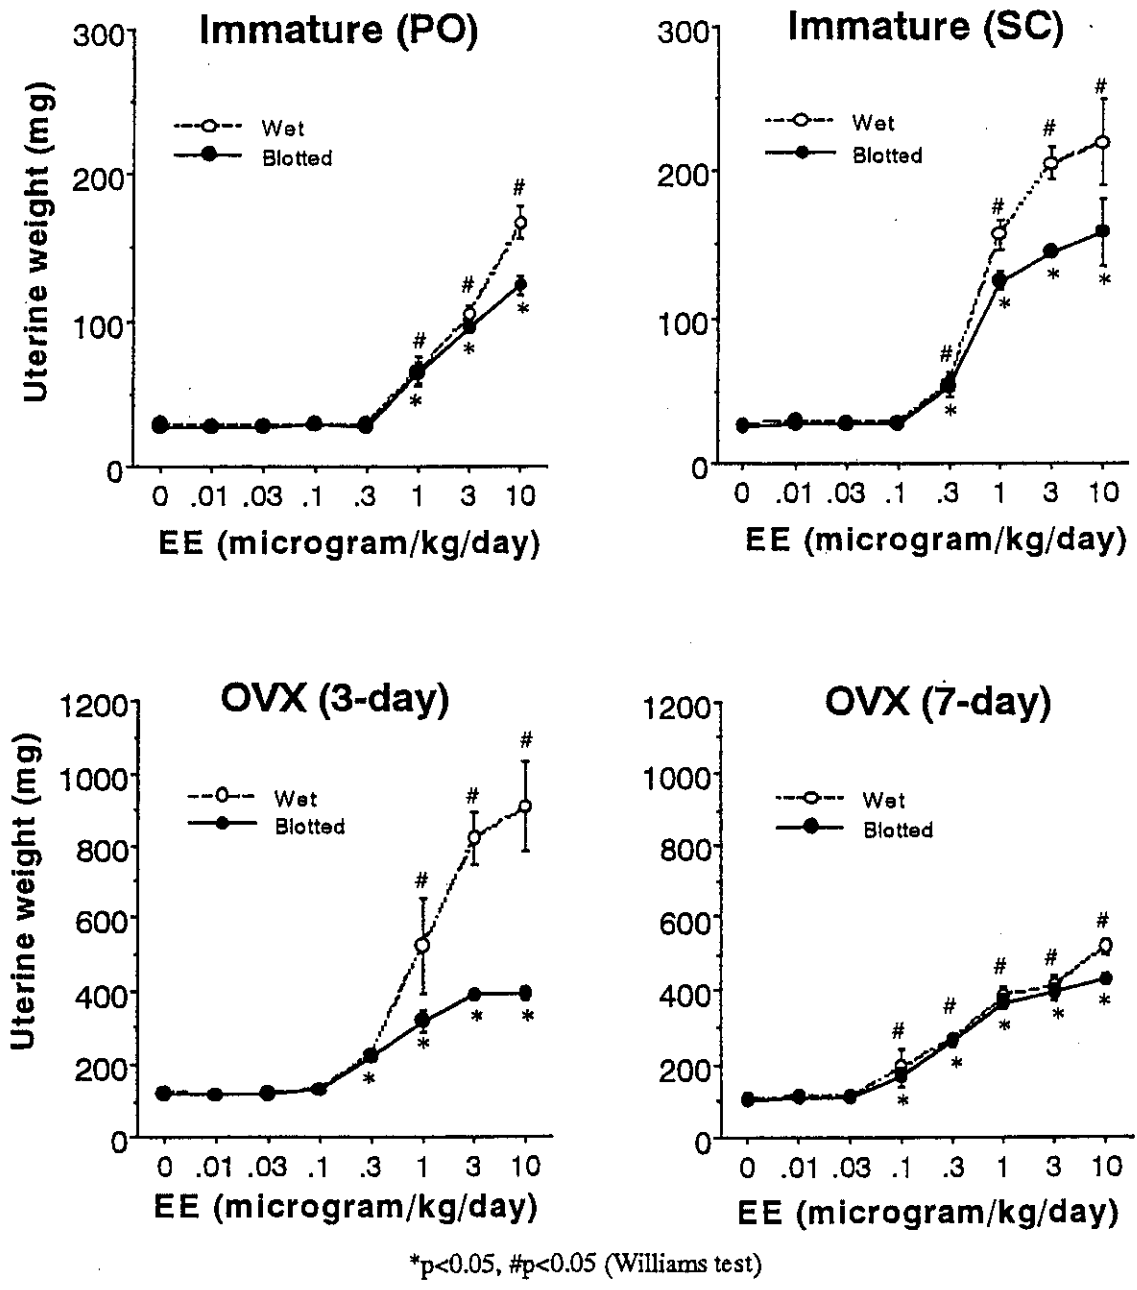 Immature (PO)
Uterine weight (mg)
300
200
100
0
Wet
Blotted
#
#
#
*
*
*
0 .01 .03 .1 .3 1 3 10
EE (microgram/kg/day)
Immature (SC)
300
200
100
0
Wet
Blotted
#
#
#
#
*
*
*
*
0 .01 .03 .1 .3 1 3 10
EE (microgram/kg/day)
OVX (3-day)
Uterine weight (mg)
1200
1000
800
600
400
200
0
Wet
Blotted
#
#
#
*
*
*
*
0 .01 .03 .1 .3 1 3 10
EE (microgram/kg/day)
OVX (7-day)
1200
1000
800
600
400
200
0
Wet
Blotted
#
#
#
#
#
*
*
*
*
*
0 .01 .03 .1 .3 1 3 10
EE (microgram/kg/day)
*p<0.05, #p<0.05 (Williams test)